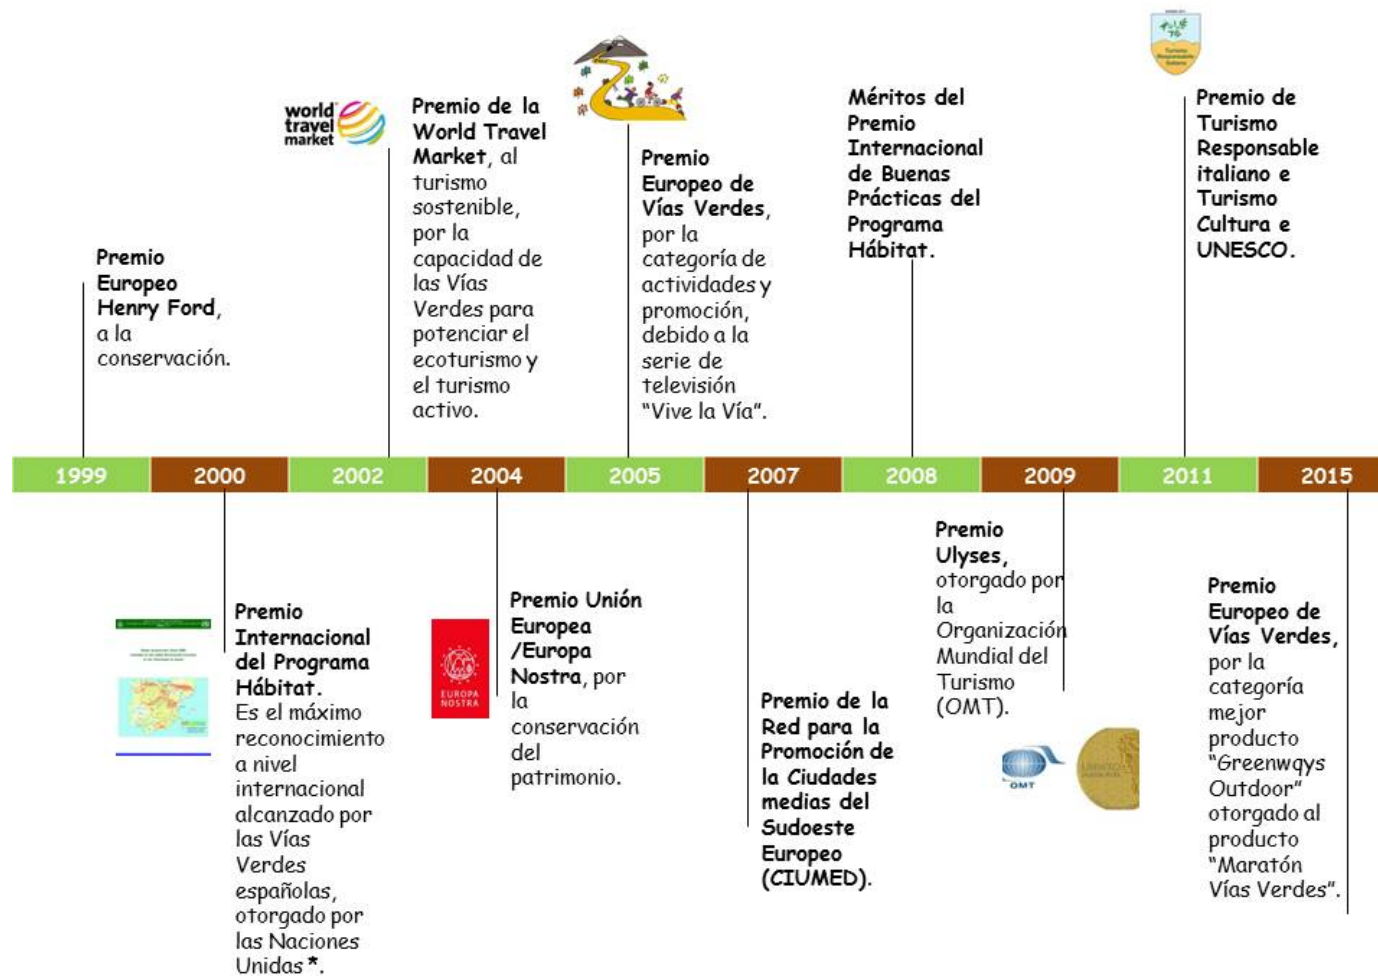 world
travel
market
Premio de la
World Travel
Market, al
turismo
sostenible,
por la
capacidad de
las Vías
Verdes para
potenciar el
ecoturismo y
el turismo
activo.
Premio
Europeo de
Vías Verdes,
por la
categoría de
actividades y
promoción,
debido a la
serie de
televisión
"Vive la Vía".
Méritos del
Premio
Internacional
de Buenas
Prácticas del
Programa
Hábitat.
Turismo
Responsable
Italiano
Premio de
Turismo
Responsable
italiano e
Turismo
Cultura e
UNESCO.
Premio
Europeo
Henry Ford,
a la
conservación.
1999 2000 2002 2004 2005 2007 2008 2009 2011 2015
Premio
Internacional
del Programa
Hábitat.
Es el máximo
reconocimiento
a nivel
internacional
alcanzado por
las Vías
Verdes
españolas,
otorgado por
las Naciones
Unidas *.
EUROPA
NOSTRA
Premio Unión
Europea
/Europa
Nostra, por
la
conservación
del
patrimonio.
Premio de la
Red para la
Promoción de
la Ciudades
medias del
Sudoeste
Europeo
(CIUMED).
Premio
Ulyses,
otorgado por
la
Organización
Mundial del
Turismo
(OMT).
OMT
Premio
Europeo de
Vías Verdes,
por la
categoría
mejor
producto
"Greenwqys
Outdoor"
otorgado al
producto
"Maratón
Vías Verdes".